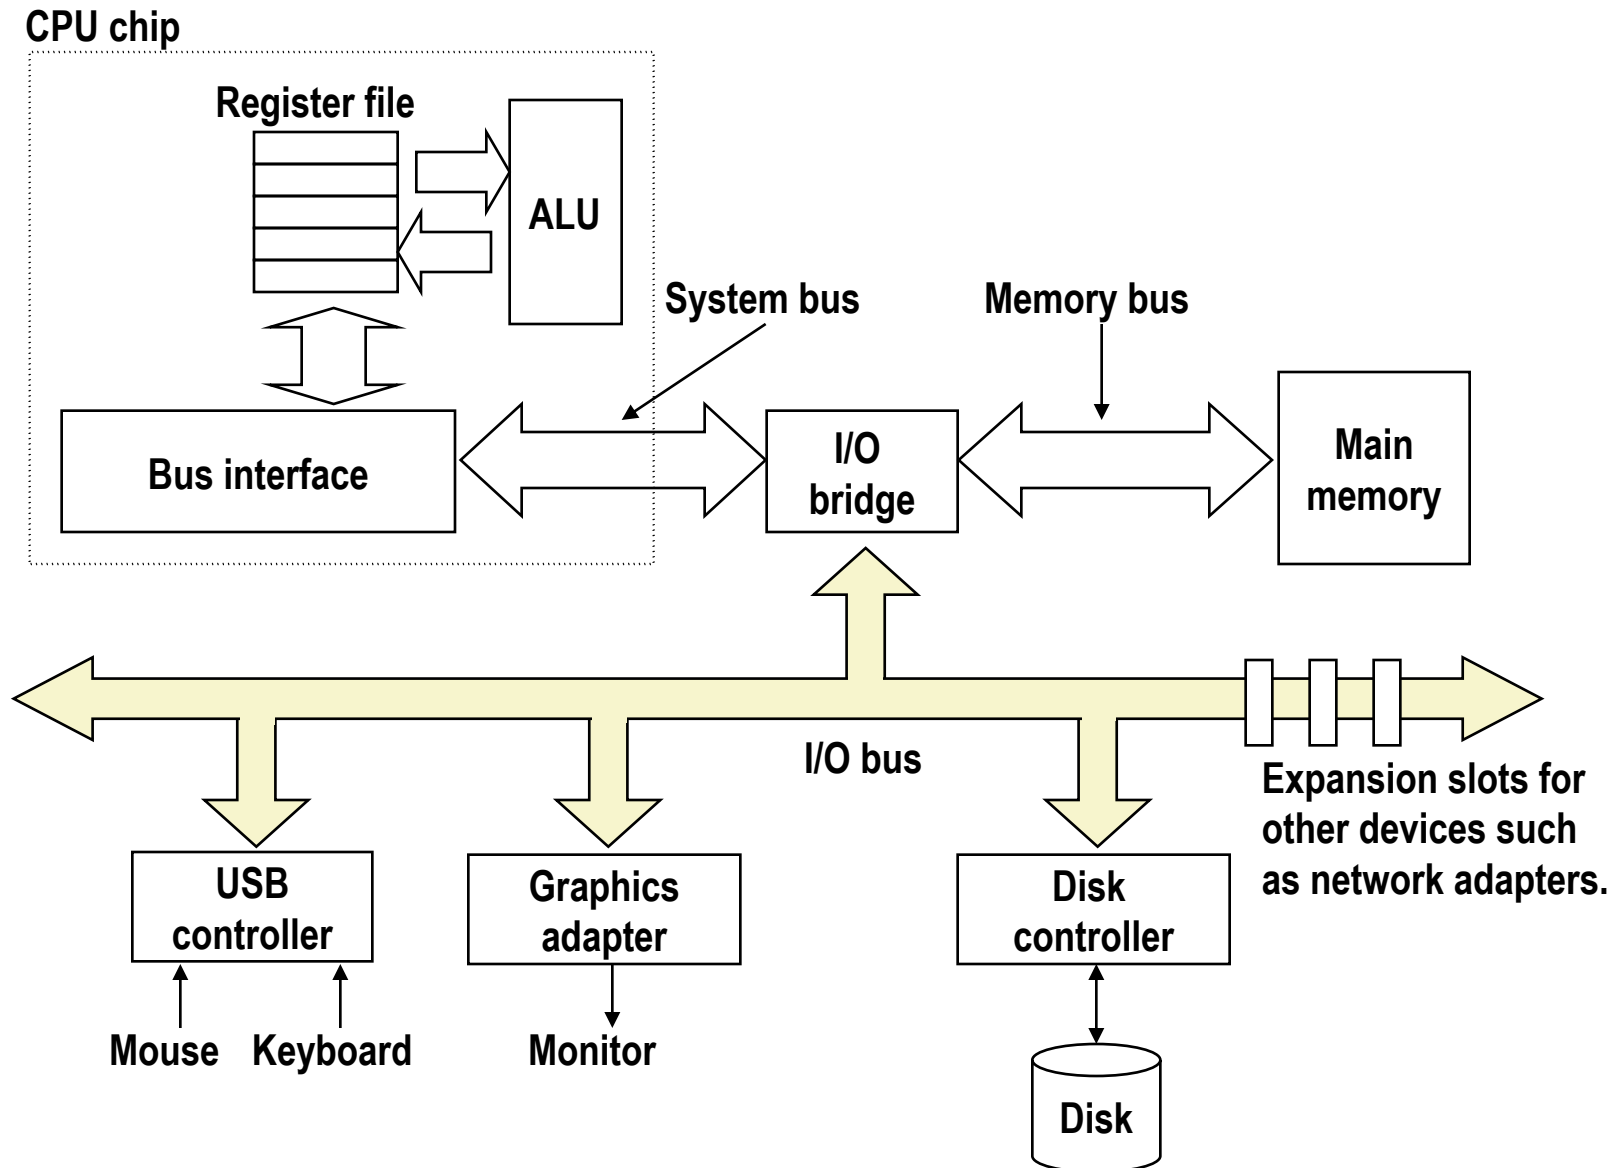 CPU chip
Register file
ALU
System bus
Memory bus
Bus interface
I/O
bridge
Main
memory
I/O bus
Expansion slots for
other devices such
as network adapters.
USB
controller
Graphics
adapter
Disk
controller
Mouse
Keyboard
Monitor
Disk